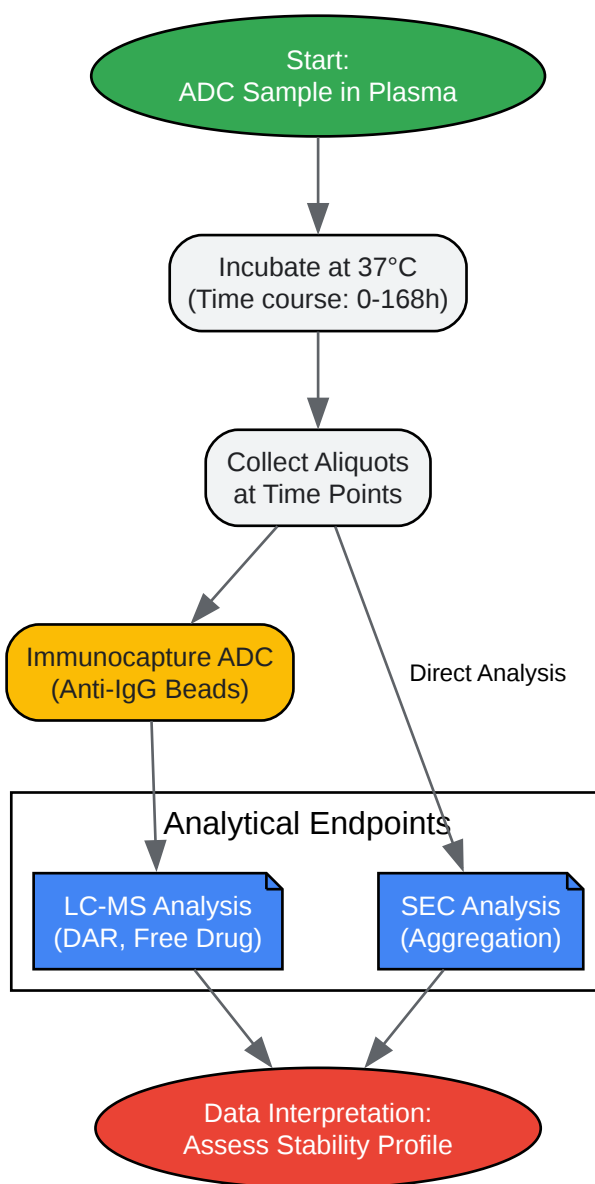 Start:
ADC Sample in Plasma
Incubate at 37°C
(Time course: 0-168h)
Collect Aliquots
at Time Points
Immunocapture ADC
(Anti-IgG Beads)
Direct Analysis
Analytical Endpoints
LC-MS Analysis
(DAR, Free Drug)
SEC Analysis
(Aggregation)
Data Interpretation:
Assess Stability Profile